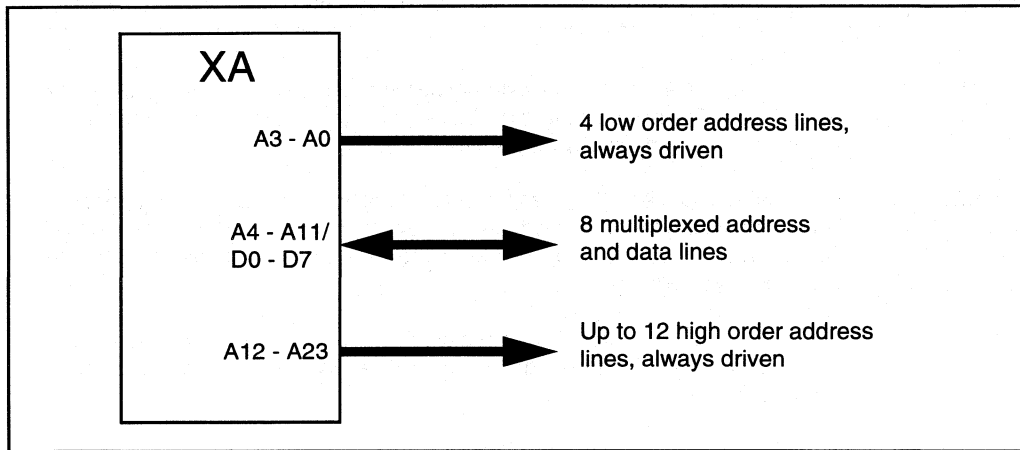 XA
A3 - A0
4 low order address lines,
always driven
A4 - A11/
D0 - D7
8 multiplexed address
and data lines
A12 - A23
Up to 12 high order address
lines, always driven